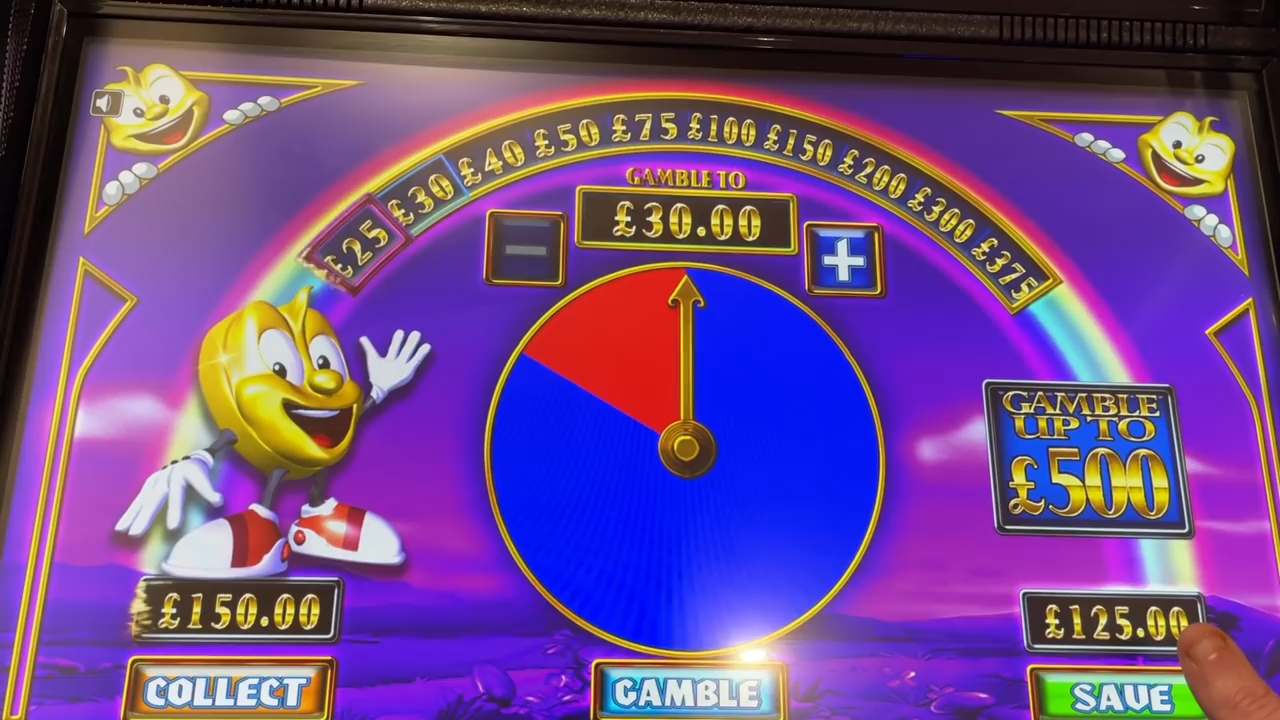 £25 £30 £40 £50 £75 £100 £150 £200 £300 £375
GAMBLE TO
£30.00
GAMBLE
UP TO
£500
£150.00
£125.00
COLLECT
GAMBLE
SAVE